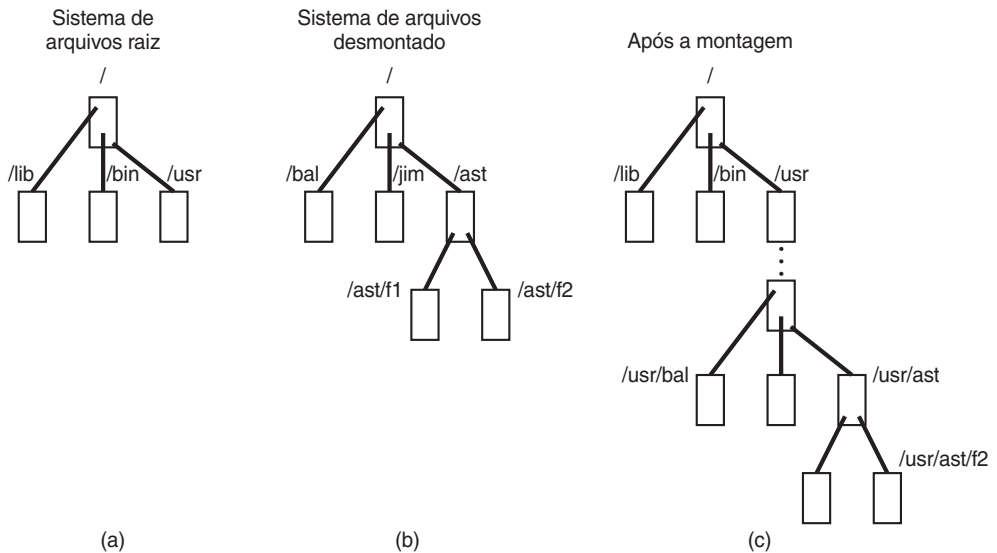 Sistema de
arquivos raiz
/
/lib
/bin
/usr
(a)
Sistema de arquivos
desmontado
/
/bal
/jim
/ast
/ast/f1
/ast/f2
(b)
Após a montagem
/
/lib
/bin
/usr
/usr/bal
/usr/ast
/usr/ast/f2
(c)